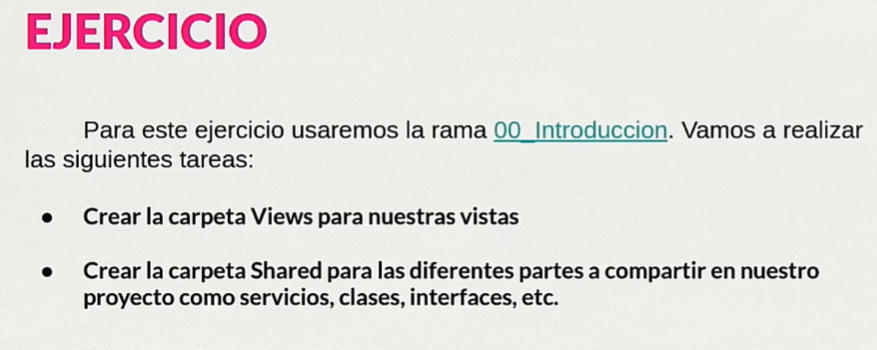 EJERCICIO
Para este ejercicio usaremos la rama 00_Introduccion. Vamos a realizar
las siguientes tareas:
● Crear la carpeta Views para nuestras vistas
● Crear la carpeta Shared para las diferentes partes a compartir en nuestro
proyecto como servicios, clases, interfaces, etc.